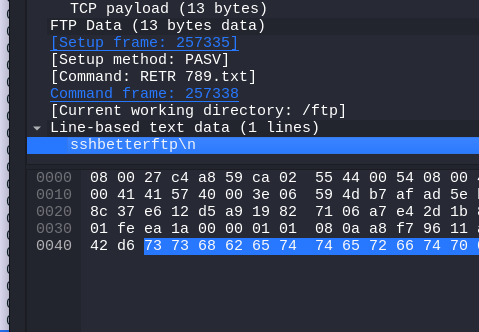 TCP payload (13 bytes)
FTP Data (13 bytes data)
[Setup frame: 257335]
[Setup method: PASV]
[Command: RETR 789.txt]
Command frame: 257338
[Current working directory: /ftp]
Line-based text data (1 lines)
sshbetterftp\n
0000 08 00 27 c4 a8 59 ca 02 55 44 00 54 08 00
0010 00 41 41 57 40 00 3e 06 59 4d b7 af ad 5e
0020 8c 37 e6 12 d5 a9 19 82 71 06 a7 e4 2d 1b
0030 01 fe ea 1a 00 00 01 01 08 0a a8 f7 96 11
0040 42 d6 73 73 68 62 65 74 74 65 72 66 74 70